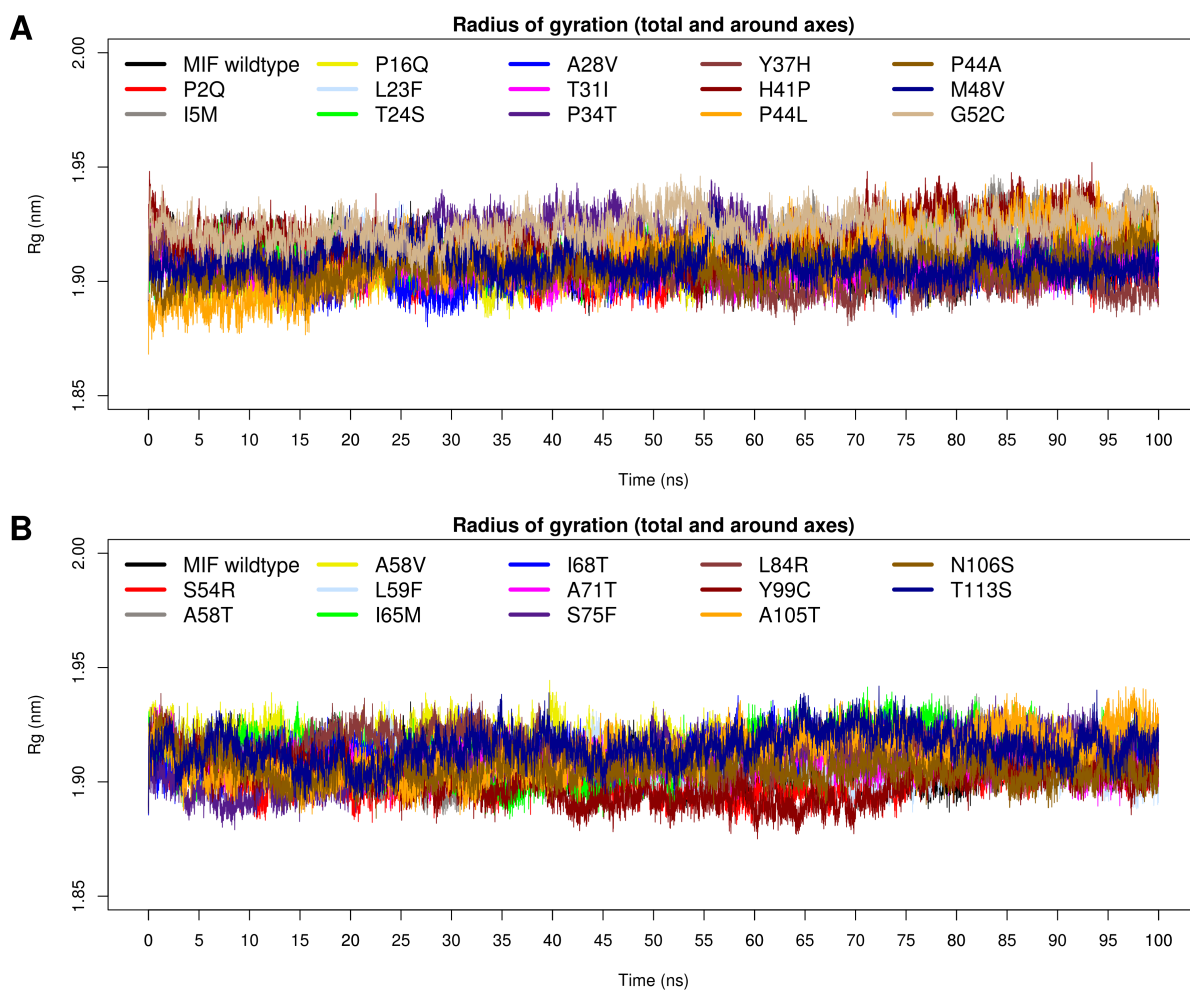 A
Radius of gyration (total and around axes)
MIF wildtype P16Q A28V Y37H P44A
P2Q L23F T31I H41P M48V
I5M T24S P34T P44L G52C
Rg (nm)
2.00
1.95
1.90
1.85
0 5 10 15 20 25 30 35 40 45 50 55 60 65 70 75 80 85 90 95 100
Time (ns)
B
Radius of gyration (total and around axes)
MIF wildtype A58V I68T L84R N106S
S54R L59F A71T Y99C T113S
A58T I65M S75F A105T
Rg (nm)
2.00
1.95
1.90
1.85
0 5 10 15 20 25 30 35 40 45 50 55 60 65 70 75 80 85 90 95 100
Time (ns)